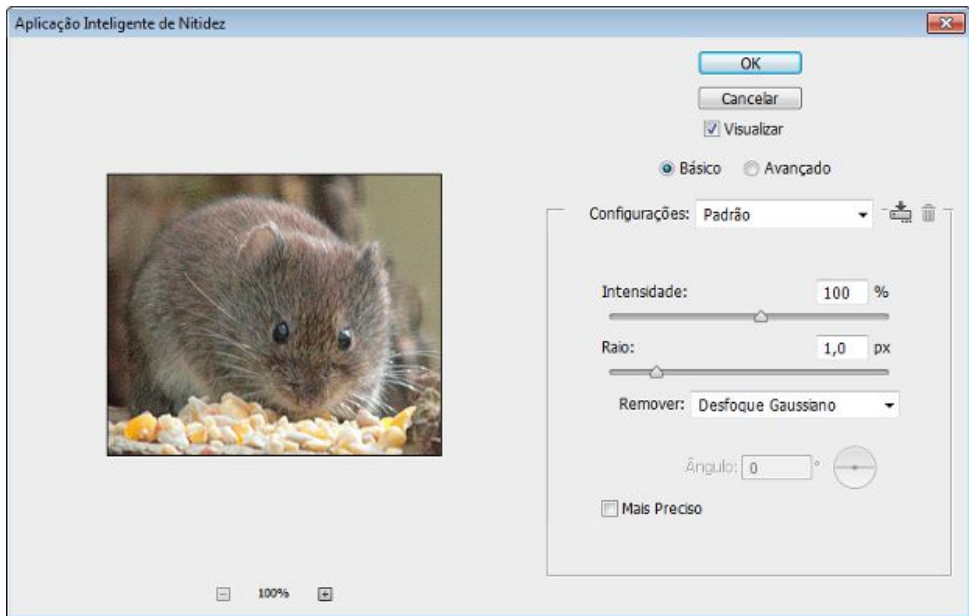 Aplicação Inteligente de Nitidez
OK
Cancelar
Visualizar
Básico Avançado
Configurações: Padrão
Intensidade: 100 %
Raio: 1,0 px
Remover: Desfoque Gaussiano
Ângulo: 0 °
Mais Preciso
100%